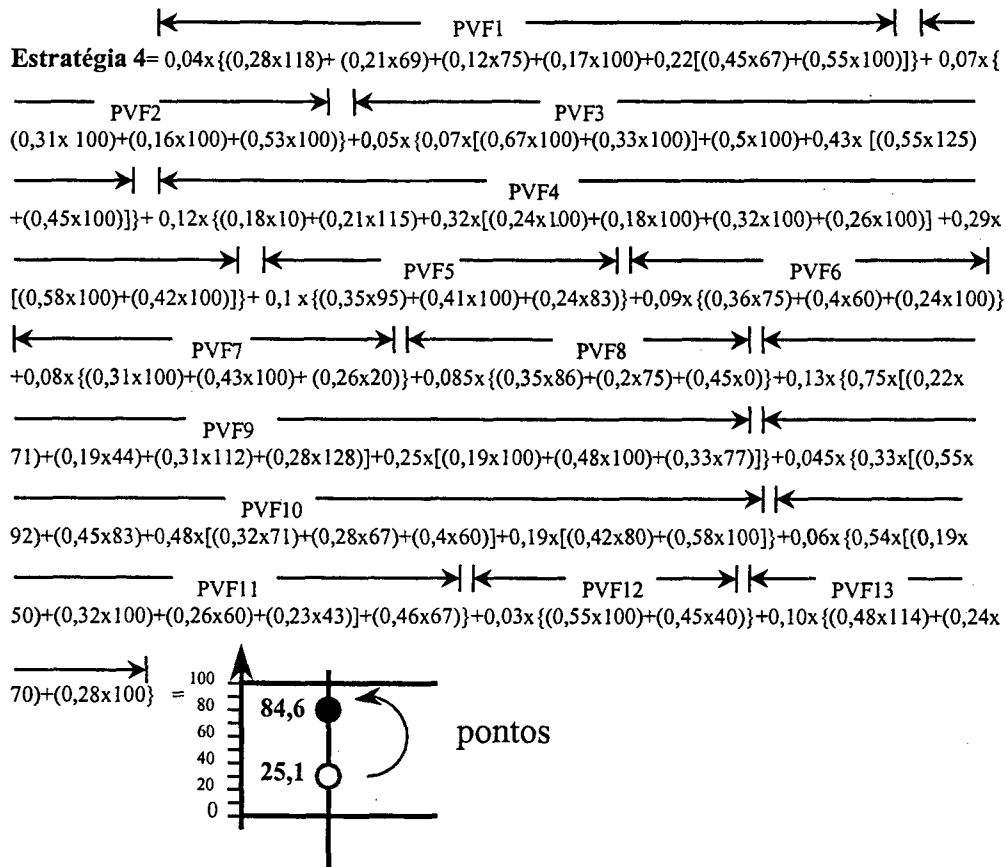 PVF1
Estratégia 4= 0,04x{(0,28x118)+ (0,21x69)+(0,12x75)+(0,17x100)+0,22[(0,45x67)+(0,55x100)]}+ 0,07x{
PVF2 PVF3
(0,31x 100)+(0,16x100)+(0,53x100)}+0,05x {0,07x[(0,67x100)+(0,33x100)]+(0,5x100)+0,43x [(0,55x125)
PVF4
+(0,45x100)]}+ 0,12x{(0,18x10)+(0,21x115)+0,32x[(0,24x100)+(0,18x100)+(0,32x100)+(0,26x100)] +0,29x
PVF5 PVF6
[(0,58x100)+(0,42x100)]}+ 0,1 x{(0,35x95)+(0,41x100)+(0,24x83)}+0,09x{(0,36x75)+(0,4x60)+(0,24x100)}
PVF7 PVF8
+0,08x{(0,31x100)+(0,43x100)+ (0,26x20)}+0,085x{(0,35x86)+(0,2x75)+(0,45x0)}+0,13x{0,75x[(0,22x
PVF9
71)+(0,19x44)+(0,31x112)+(0,28x128)]+0,25x[(0,19x100)+(0,48x100)+(0,33x77)]}+0,045x{0,33x[(0,55x
PVF10
92)+(0,45x83)+0,48x[(0,32x71)+(0,28x67)+(0,4x60)]+0,19x[(0,42x80)+(0,58x100]}+0,06x{0,54x[(0,19x
PVF11 PVF12 PVF13
50)+(0,32x100)+(0,26x60)+(0,23x43)]+(0,46x67)}+0,03x{(0,55x100)+(0,45x40)}+0,10x{(0,48x114)+(0,24x
70)+(0,28x100} =
100
80
60
40
20
0
84,6
25,1
pontos